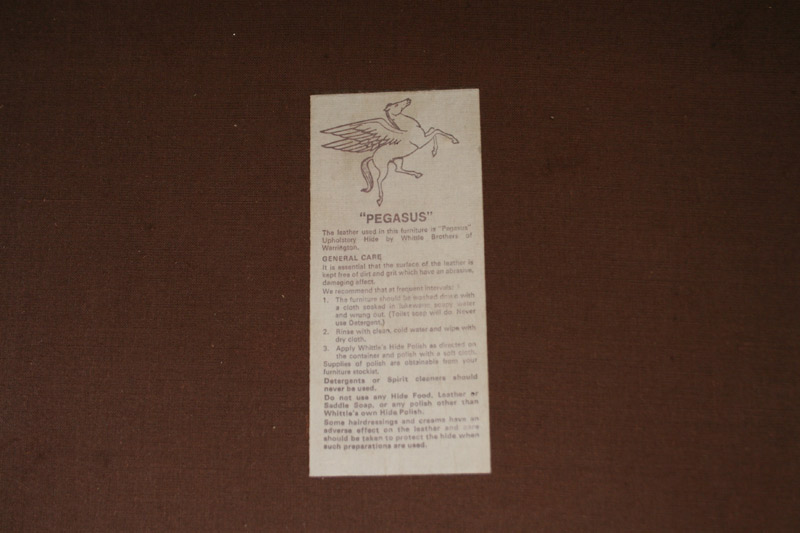 "PEGASUS"
The leather used in this furniture is "Pegasus"
Upholstery Hide by Whittle Brothers of
Warrington.
GENERAL CARE
It is essential that the surface of the leather is
kept free of dirt and grit which have an abrasive,
damaging effect.
We recommend that at frequent intervals:
1. The furniture should be washed down with
a cloth soaked in lukewarm soapy water
and wrung out. (Toilet soap will do. Never
use Detergent.)
2. Rinse with clean, cold water and wipe with
dry cloth.
3. Apply Whittle's Hide Polish as directed on
the container and polish with a soft cloth.
Supplies of polish are obtainable from your
furniture stockist.
Detergents or Spirit cleaners should
never be used.
Do not use any Hide Food, Leather or
Saddle Soap, or any polish other than
Whittle's own Hide Polish.
Some hairdressings and creams have an
adverse effect on the leather and care
should be taken to protect the hide when
such preparations are used.